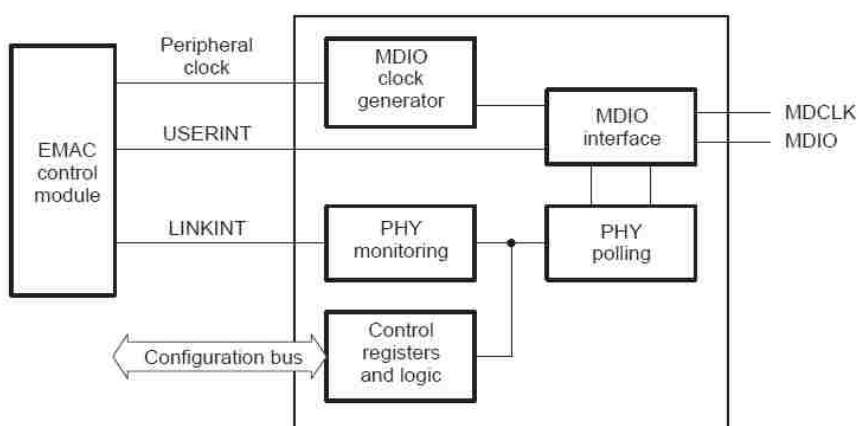 Peripheral
clock
MDIO
clock
generator
MDIO
interface
MDCLK
MDIO
USERINT
EMAC
control
module
LINKINT
PHY
monitoring
PHY
polling
Configuration bus
Control
registers
and logic